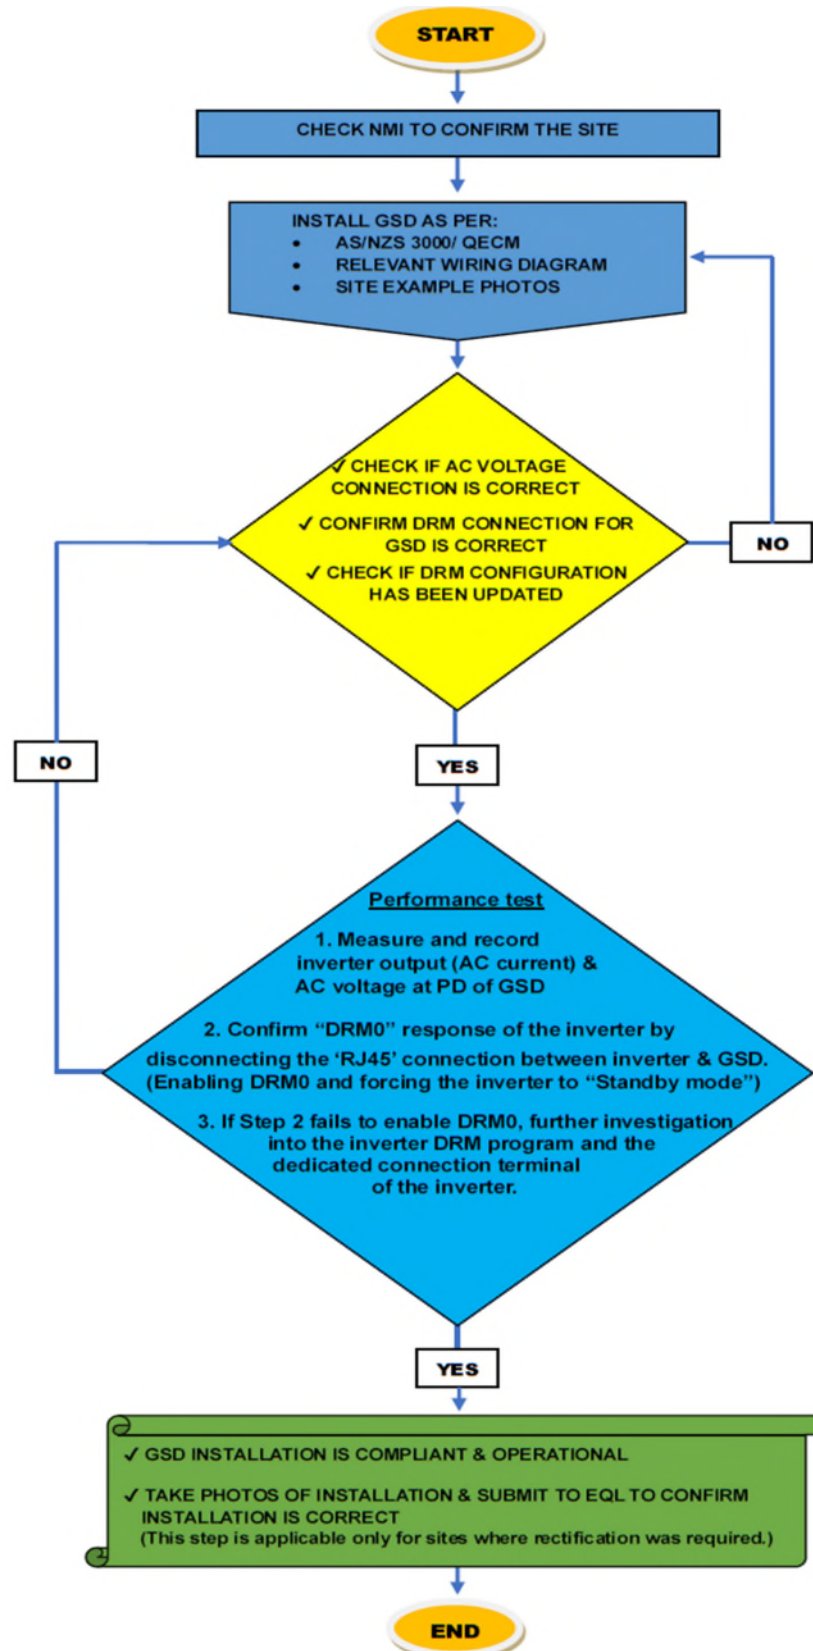 START
CHECK NMI TO CONFIRM THE SITE
INSTALL GSD AS PER:
• AS/NZS 3000/ QECM
• RELEVANT WIRING DIAGRAM
• SITE EXAMPLE PHOTOS
✓ CHECK IF AC VOLTAGE
CONNECTION IS CORRECT
✓ CONFIRM DRM CONNECTION FOR
GSD IS CORRECT
✓ CHECK IF DRM CONFIGURATION
HAS BEEN UPDATED
NO
NO
YES
Performance test
1. Measure and record
inverter output (AC current) &
AC voltage at PD of GSD
2. Confirm “DRM0” response of the inverter by
disconnecting the ‘RJ45’ connection between inverter & GSD.
(Enabling DRM0 and forcing the inverter to “Standby mode”)
3. If Step 2 fails to enable DRM0, further investigation
into the inverter DRM program and the
dedicated connection terminal
of the inverter.
YES
✓ GSD INSTALLATION IS COMPLIANT & OPERATIONAL
✓ TAKE PHOTOS OF INSTALLATION & SUBMIT TO EQL TO CONFIRM
INSTALLATION IS CORRECT
(This step is applicable only for sites where rectification was required.)
END